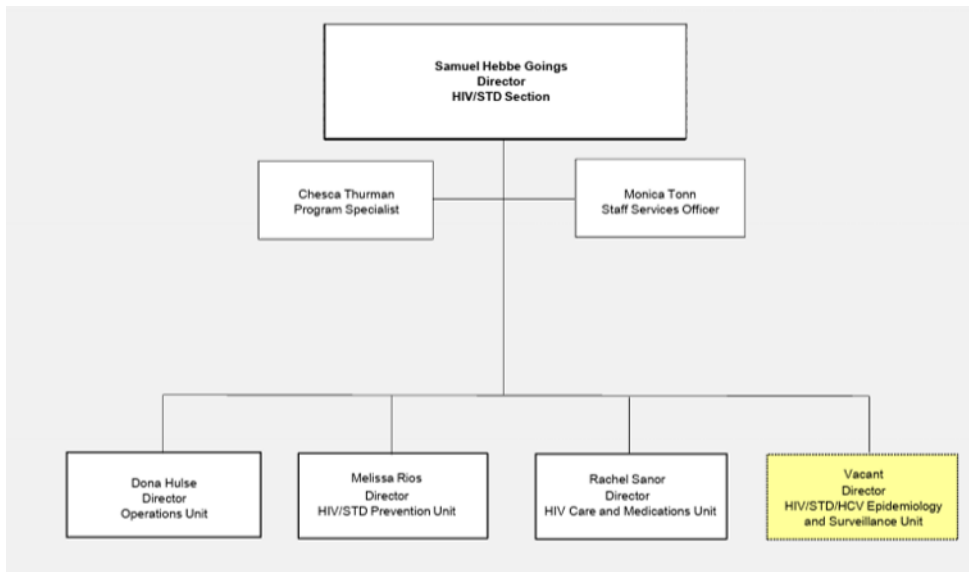 Samuel Hebbe Goings
Director
HIV/STD Section
Chesca Thurman
Program Specialist
Monica Tonn
Staff Services Officer
Dona Hulse
Director
Operations Unit
Melissa Rios
Director
HIV/STD Prevention Unit
Rachel Sanor
Director
HIV Care and Medications Unit
Vacant
Director
HIV/STD/HCV Epidemiology
and Surveillance Unit